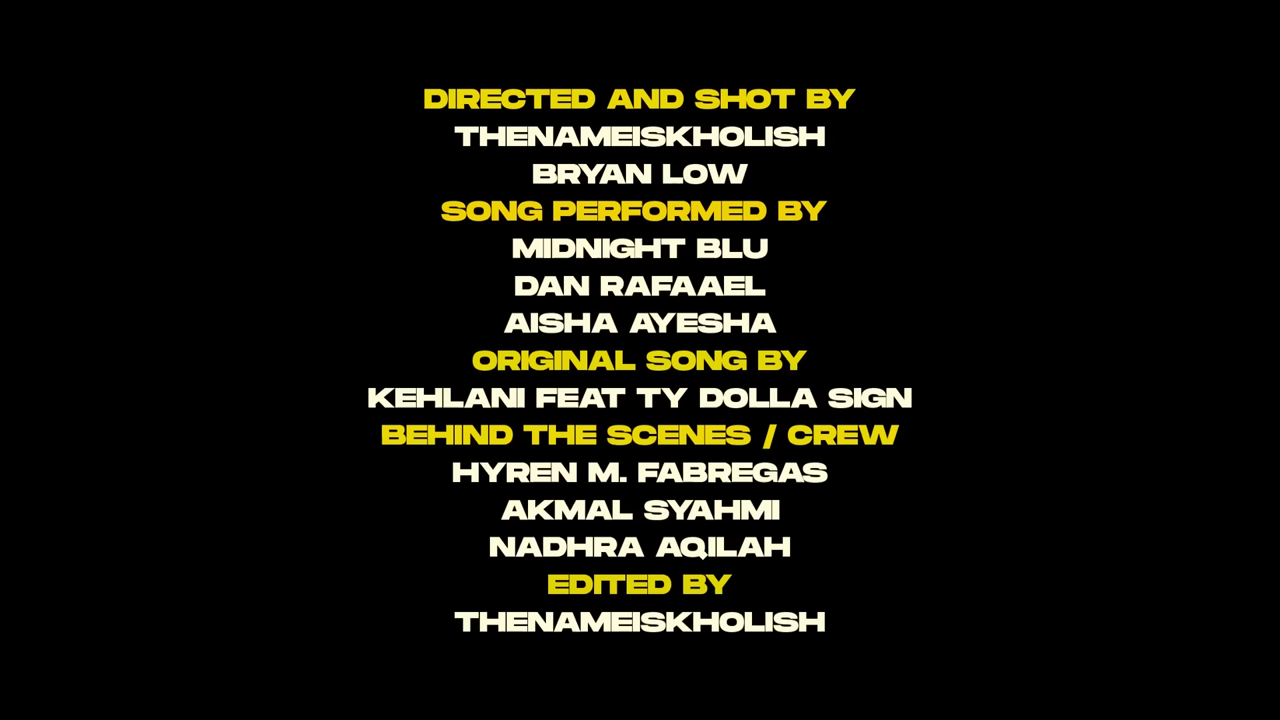 DIRECTED AND SHOT BY
THENAMEISKHOLISH
BRYAN LOW
SONG PERFORMED BY
MIDNIGHT BLU
DAN RAFAAEL
AISHA AYESHA
ORIGINAL SONG BY
KEHLANI FEAT TY DOLLA SIGN
BEHIND THE SCENES / CREW
HYREN M. FABREGAS
AKMAL SYAHMI
NADHRA AQILAH
EDITED BY
THENAMEISKHOLISH